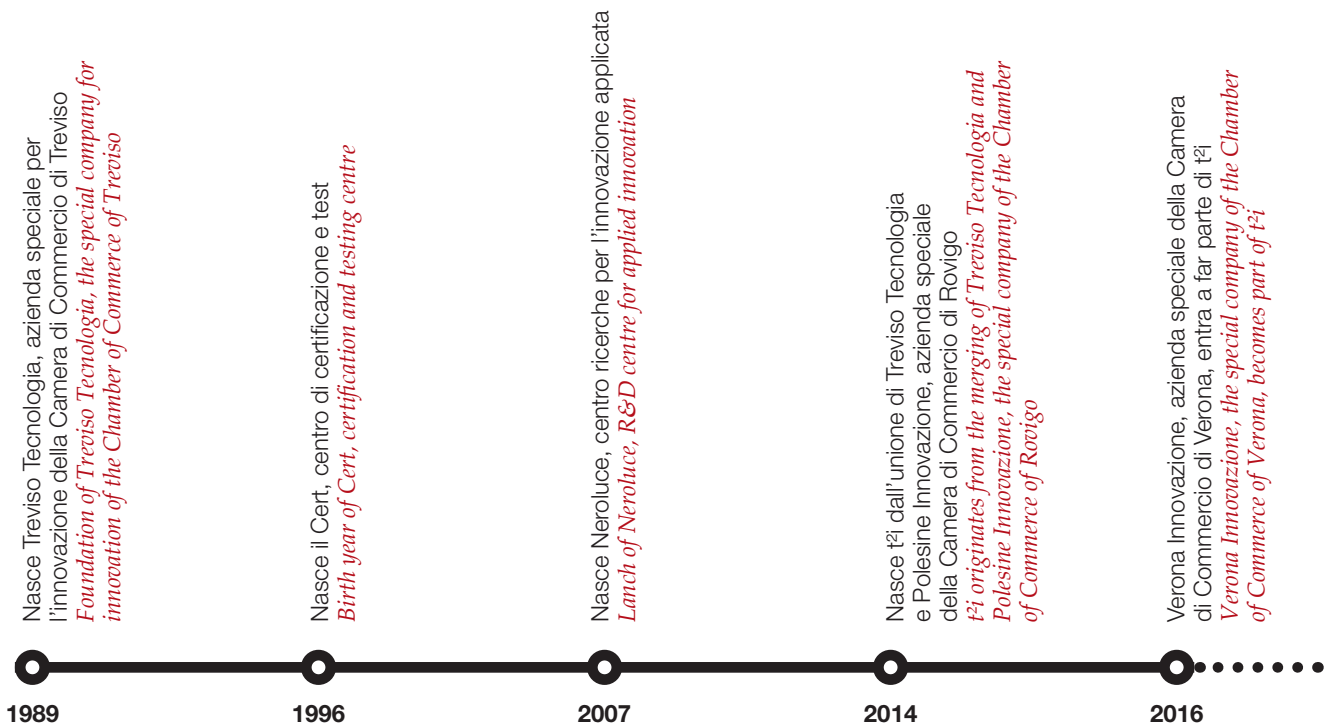 Nasce Treviso Tecnologia, azienda speciale per
l’innovazione della Camera di Commercio di Treviso
Foundation of Treviso Tecnologia, the special company for
innovation of the Chamber of Commerce of Treviso
1989
Nasce il Cert, centro di certificazione e test
Birth year of Cert, certification and testing centre
1996
Nasce Neroluce, centro ricerche per l’innovazione applicata
Lanch of Neroluce, R&D centre for applied innovation
2007
Nasce t²i dall’unione di Treviso Tecnologia
e Polesine Innovazione, azienda speciale
della Camera di Commercio di Rovigo
t²i originates from the merging of Treviso Tecnologia and
Polesine Innovazione, the special company of the Chamber
of Commerce of Rovigo
2014
Verona Innovazione, azienda speciale della Camera
di Commercio di Verona, entra a far parte di t²i
Verona Innovazione, the special company of the Chamber
of Commerce of Verona, becomes part of t²i
2016